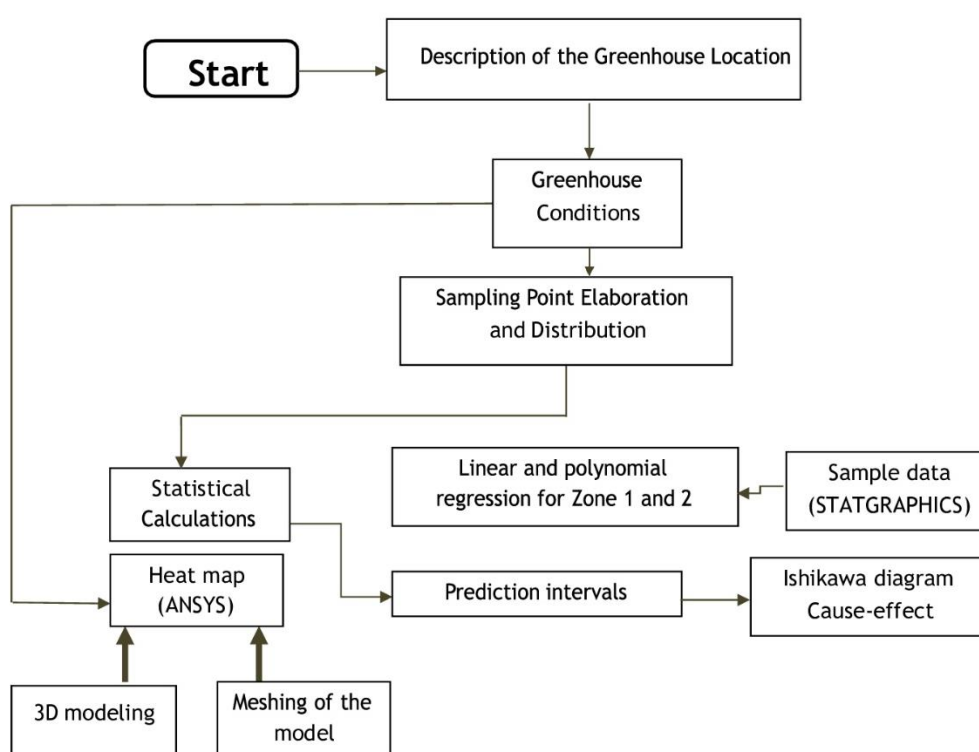 Start
Description of the Greenhouse Location
Greenhouse
Conditions
Sampling Point Elaboration
and Distribution
Statistical
Calculations
Linear and polynomial
regression for Zone 1 and 2
Sample data
(STATGRAPHICS)
Heat map
(ANSYS)
Prediction intervals
Ishikawa diagram
Cause-effect
3D modeling
Meshing of the
model